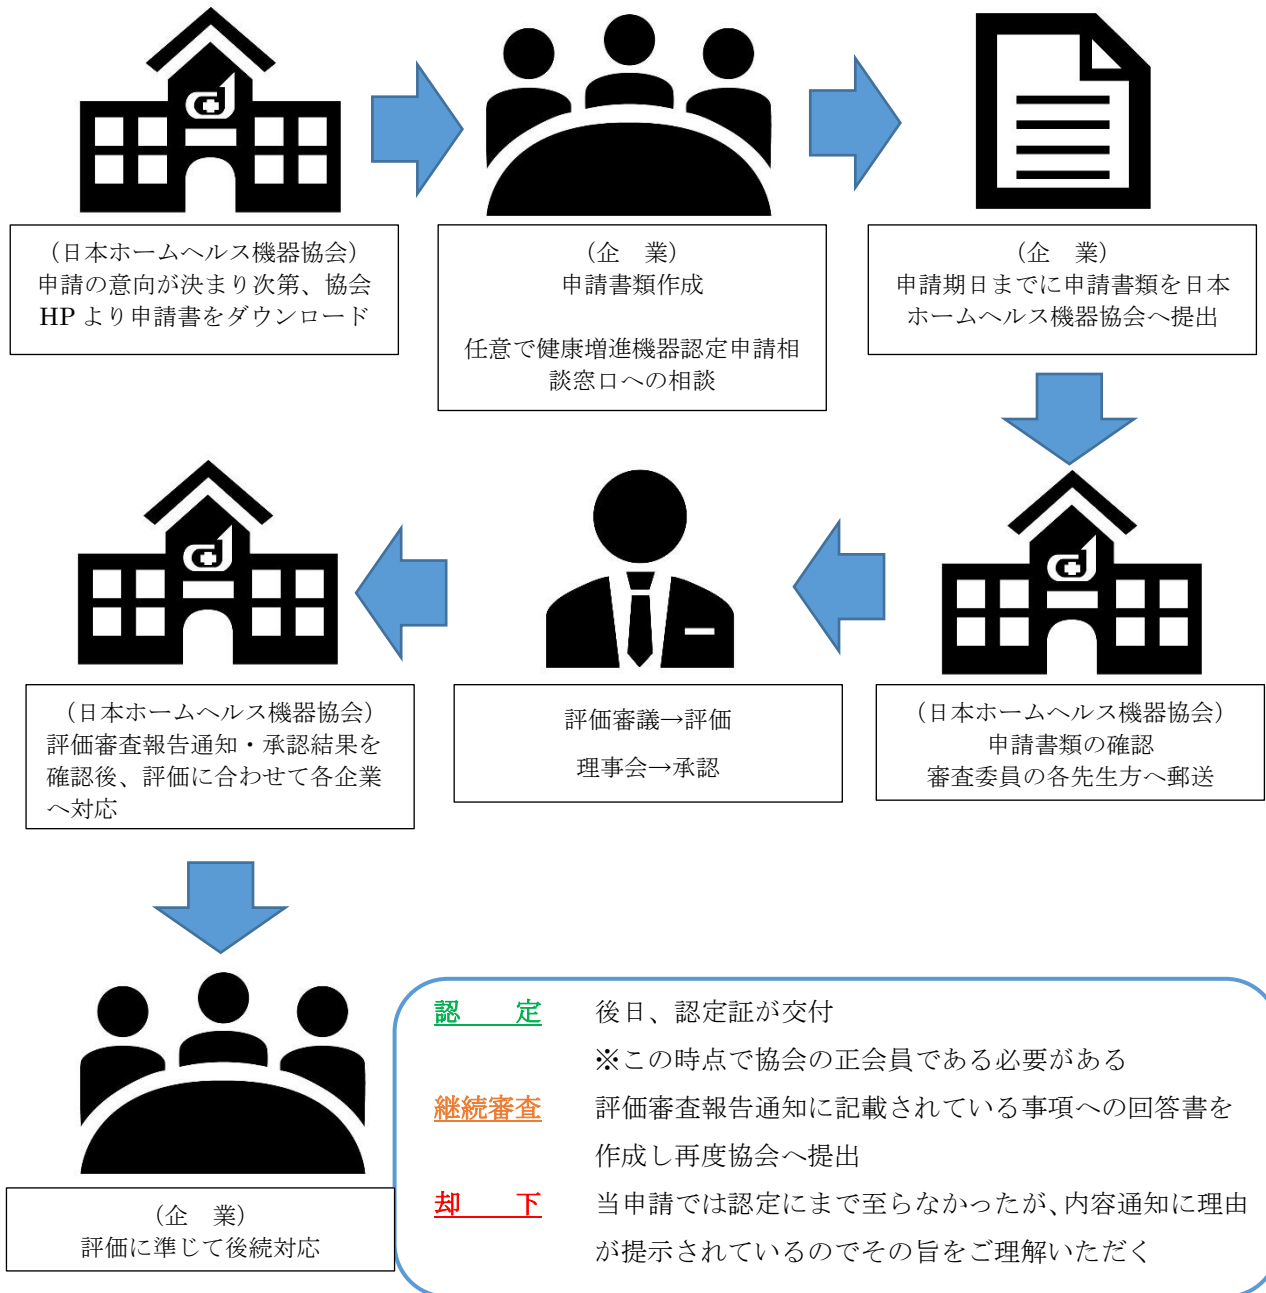 （日本ホームヘルス機器協会）
申請の意向が決まり次第、協会
HP より申請書をダウンロード
（企　業）
申請書類作成
任意で健康増進機器認定申請相
談窓口への相談
（企　業）
申請期日までに申請書類を日本
ホームヘルス機器協会へ提出
（日本ホームヘルス機器協会）
申請書類の確認
審査委員の各先生方へ郵送
評価審議→評価
理事会→承認
（日本ホームヘルス機器協会）
評価審査報告通知・承認結果を
確認後、評価に合わせて各企業
へ対応
（企　業）
評価に準じて後続対応
認　定　後日、認定証が交付
※この時点で協会の正会員である必要がある
継続審査　評価審査報告通知に記載されている事項への回答書を
作成し再度協会へ提出
却　下　当申請では認定にまで至らなかったが、内容通知に理由
が提示されているのでその旨をご理解いただく